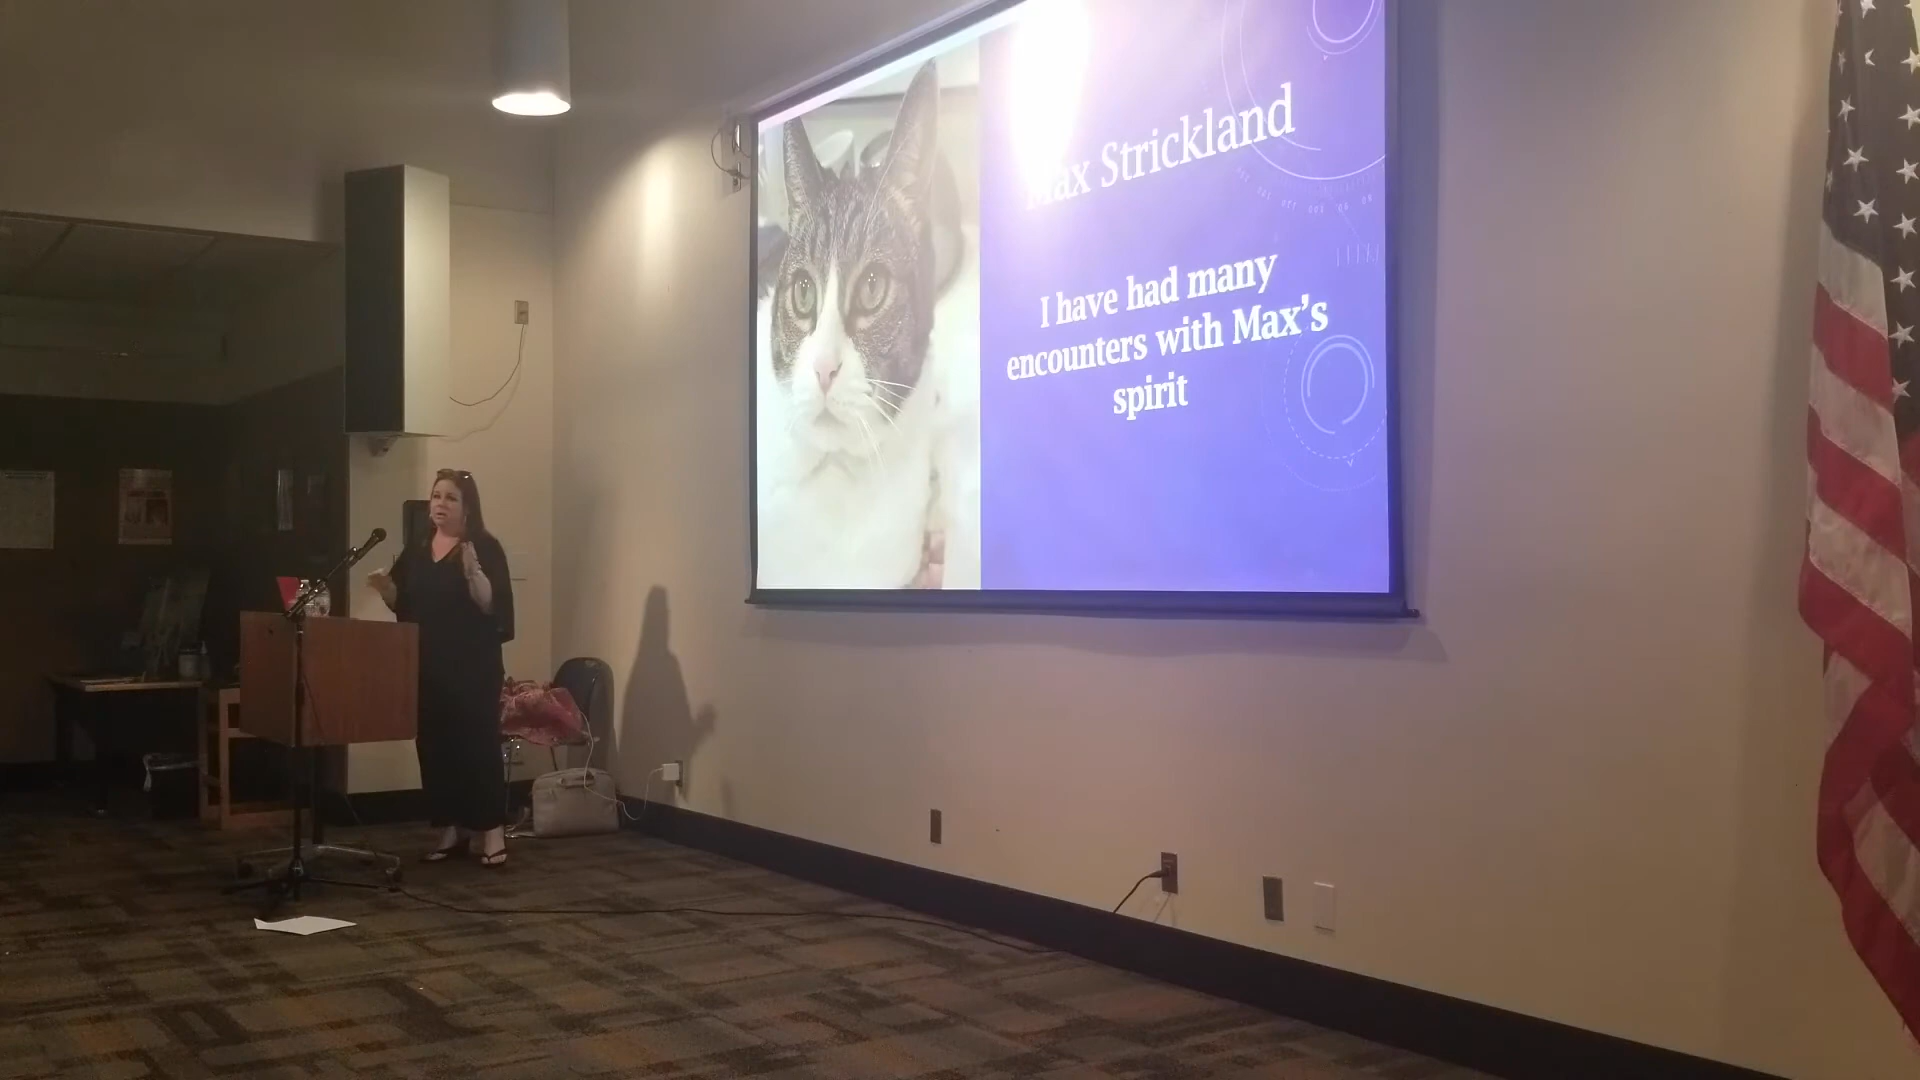 Max Strickland
I have had many
encounters with Max's
spirit